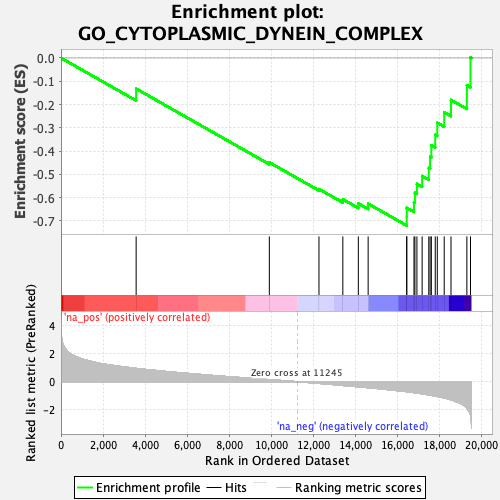 Enrichment plot:
GO_CYTOPLASMIC_DYNEIN_COMPLEX
Enrichment score (ES)
0.0
-0.1
-0.2
-0.3
-0.4
-0.5
-0.6
-0.7
'na_pos' (positively correlated)
Ranked list metric (PreRanked)
4
2
0
-2
Zero cross at 11245
'na_neg' (negatively correlated)
0 2,000 4,000 6,000 8,000 10,000 12,000 14,000 16,000 18,000 20,000
Rank in Ordered Dataset
Enrichment profile Hits Ranking metric scores